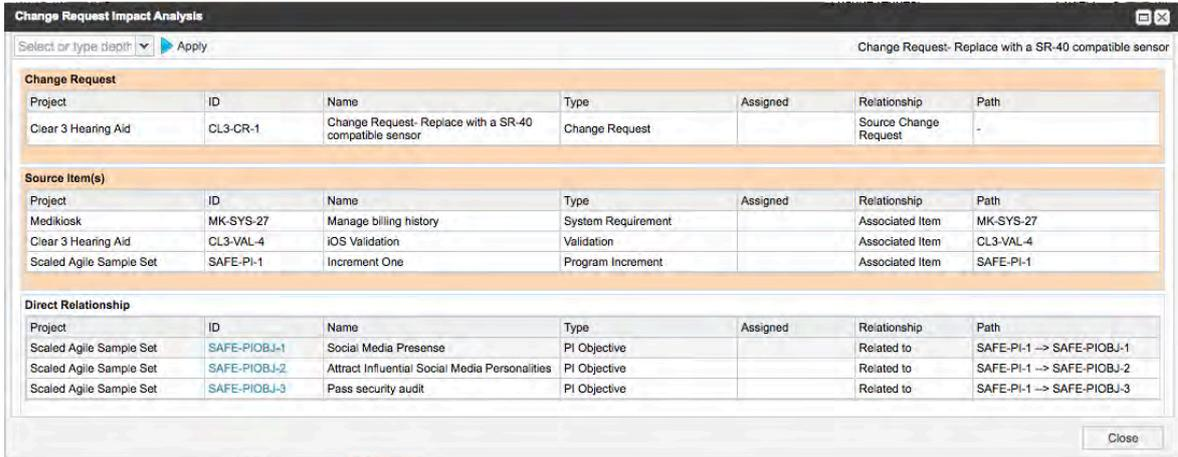 Change Request Impact Analysis
Select or type depth Apply Change Request- Replace with a SR-40 compatible sensor
Change Request
Project ID Name Type Assigned Relationship Path
Clear 3 Hearing Aid CL3-CR-1 Change Request- Replace with a SR-40 compatible sensor Change Request Source Change Request -
Source Item(s)
Project ID Name Type Assigned Relationship Path
Medikiosk MK-SYS-27 Manage billing history System Requirement Associated Item MK-SYS-27
Clear 3 Hearing Aid CL3-VAL-4 iOS Validation Validation Associated Item CL3-VAL-4
Scaled Agile Sample Set SAFE-PI-1 Increment One Program Increment Associated Item SAFE-PI-1
Direct Relationship
Project ID Name Type Assigned Relationship Path
Scaled Agile Sample Set SAFE-PIOBJ-1 Social Media Presense PI Objective Related to SAFE-PI-1 --> SAFE-PIOBJ-1
Scaled Agile Sample Set SAFE-PIOBJ-2 Attract Influential Social Media Personalities PI Objective Related to SAFE-PI-1 --> SAFE-PIOBJ-2
Scaled Agile Sample Set SAFE-PIOBJ-3 Pass security audit PI Objective Related to SAFE-PI-1 --> SAFE-PIOBJ-3
Close